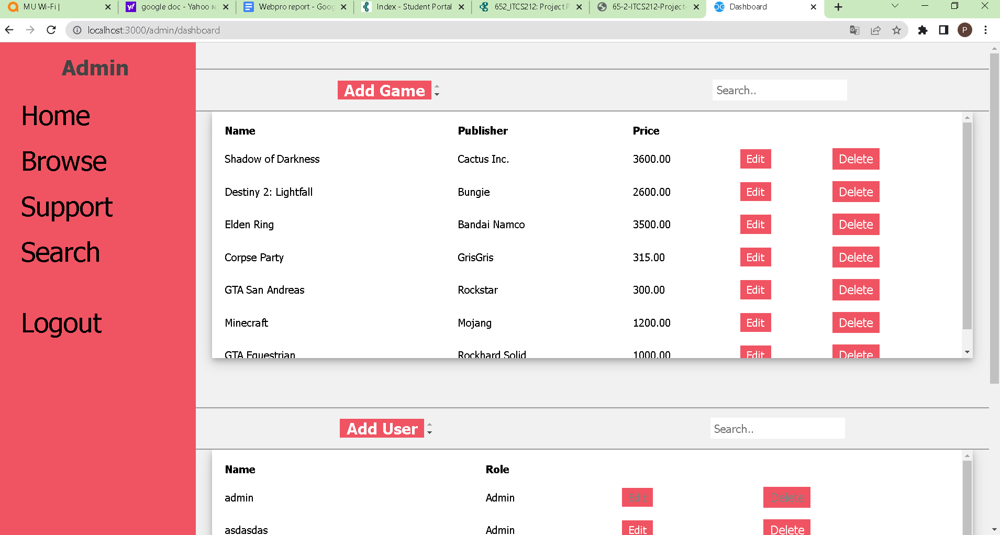 MU Wi-Fi |
google doc - Yahoo
Webpro report - Goog
Index - Student Portal
652_ITCS212: Project P
65-2-ITCS212-Project-
Dashboard
localhost:3000/admin/dashboard
P
Admin
Home
Browse
Support
Search
Logout
Add Game
Search..
Name Publisher Price
Shadow of Darkness Cactus Inc. 3600.00 Edit Delete
Destiny 2: Lightfall Bungie 2600.00 Edit Delete
Elden Ring Bandai Namco 3500.00 Edit Delete
Corpse Party GrisGris 315.00 Edit Delete
GTA San Andreas Rockstar 300.00 Edit Delete
Minecraft Mojang 1200.00 Edit Delete
GTA Equestrian Rockhard Solid 1000.00 Edit Delete
Add User
Search..
Name Role
admin Admin Edit Delete
asdasdas Admin Edit Delete